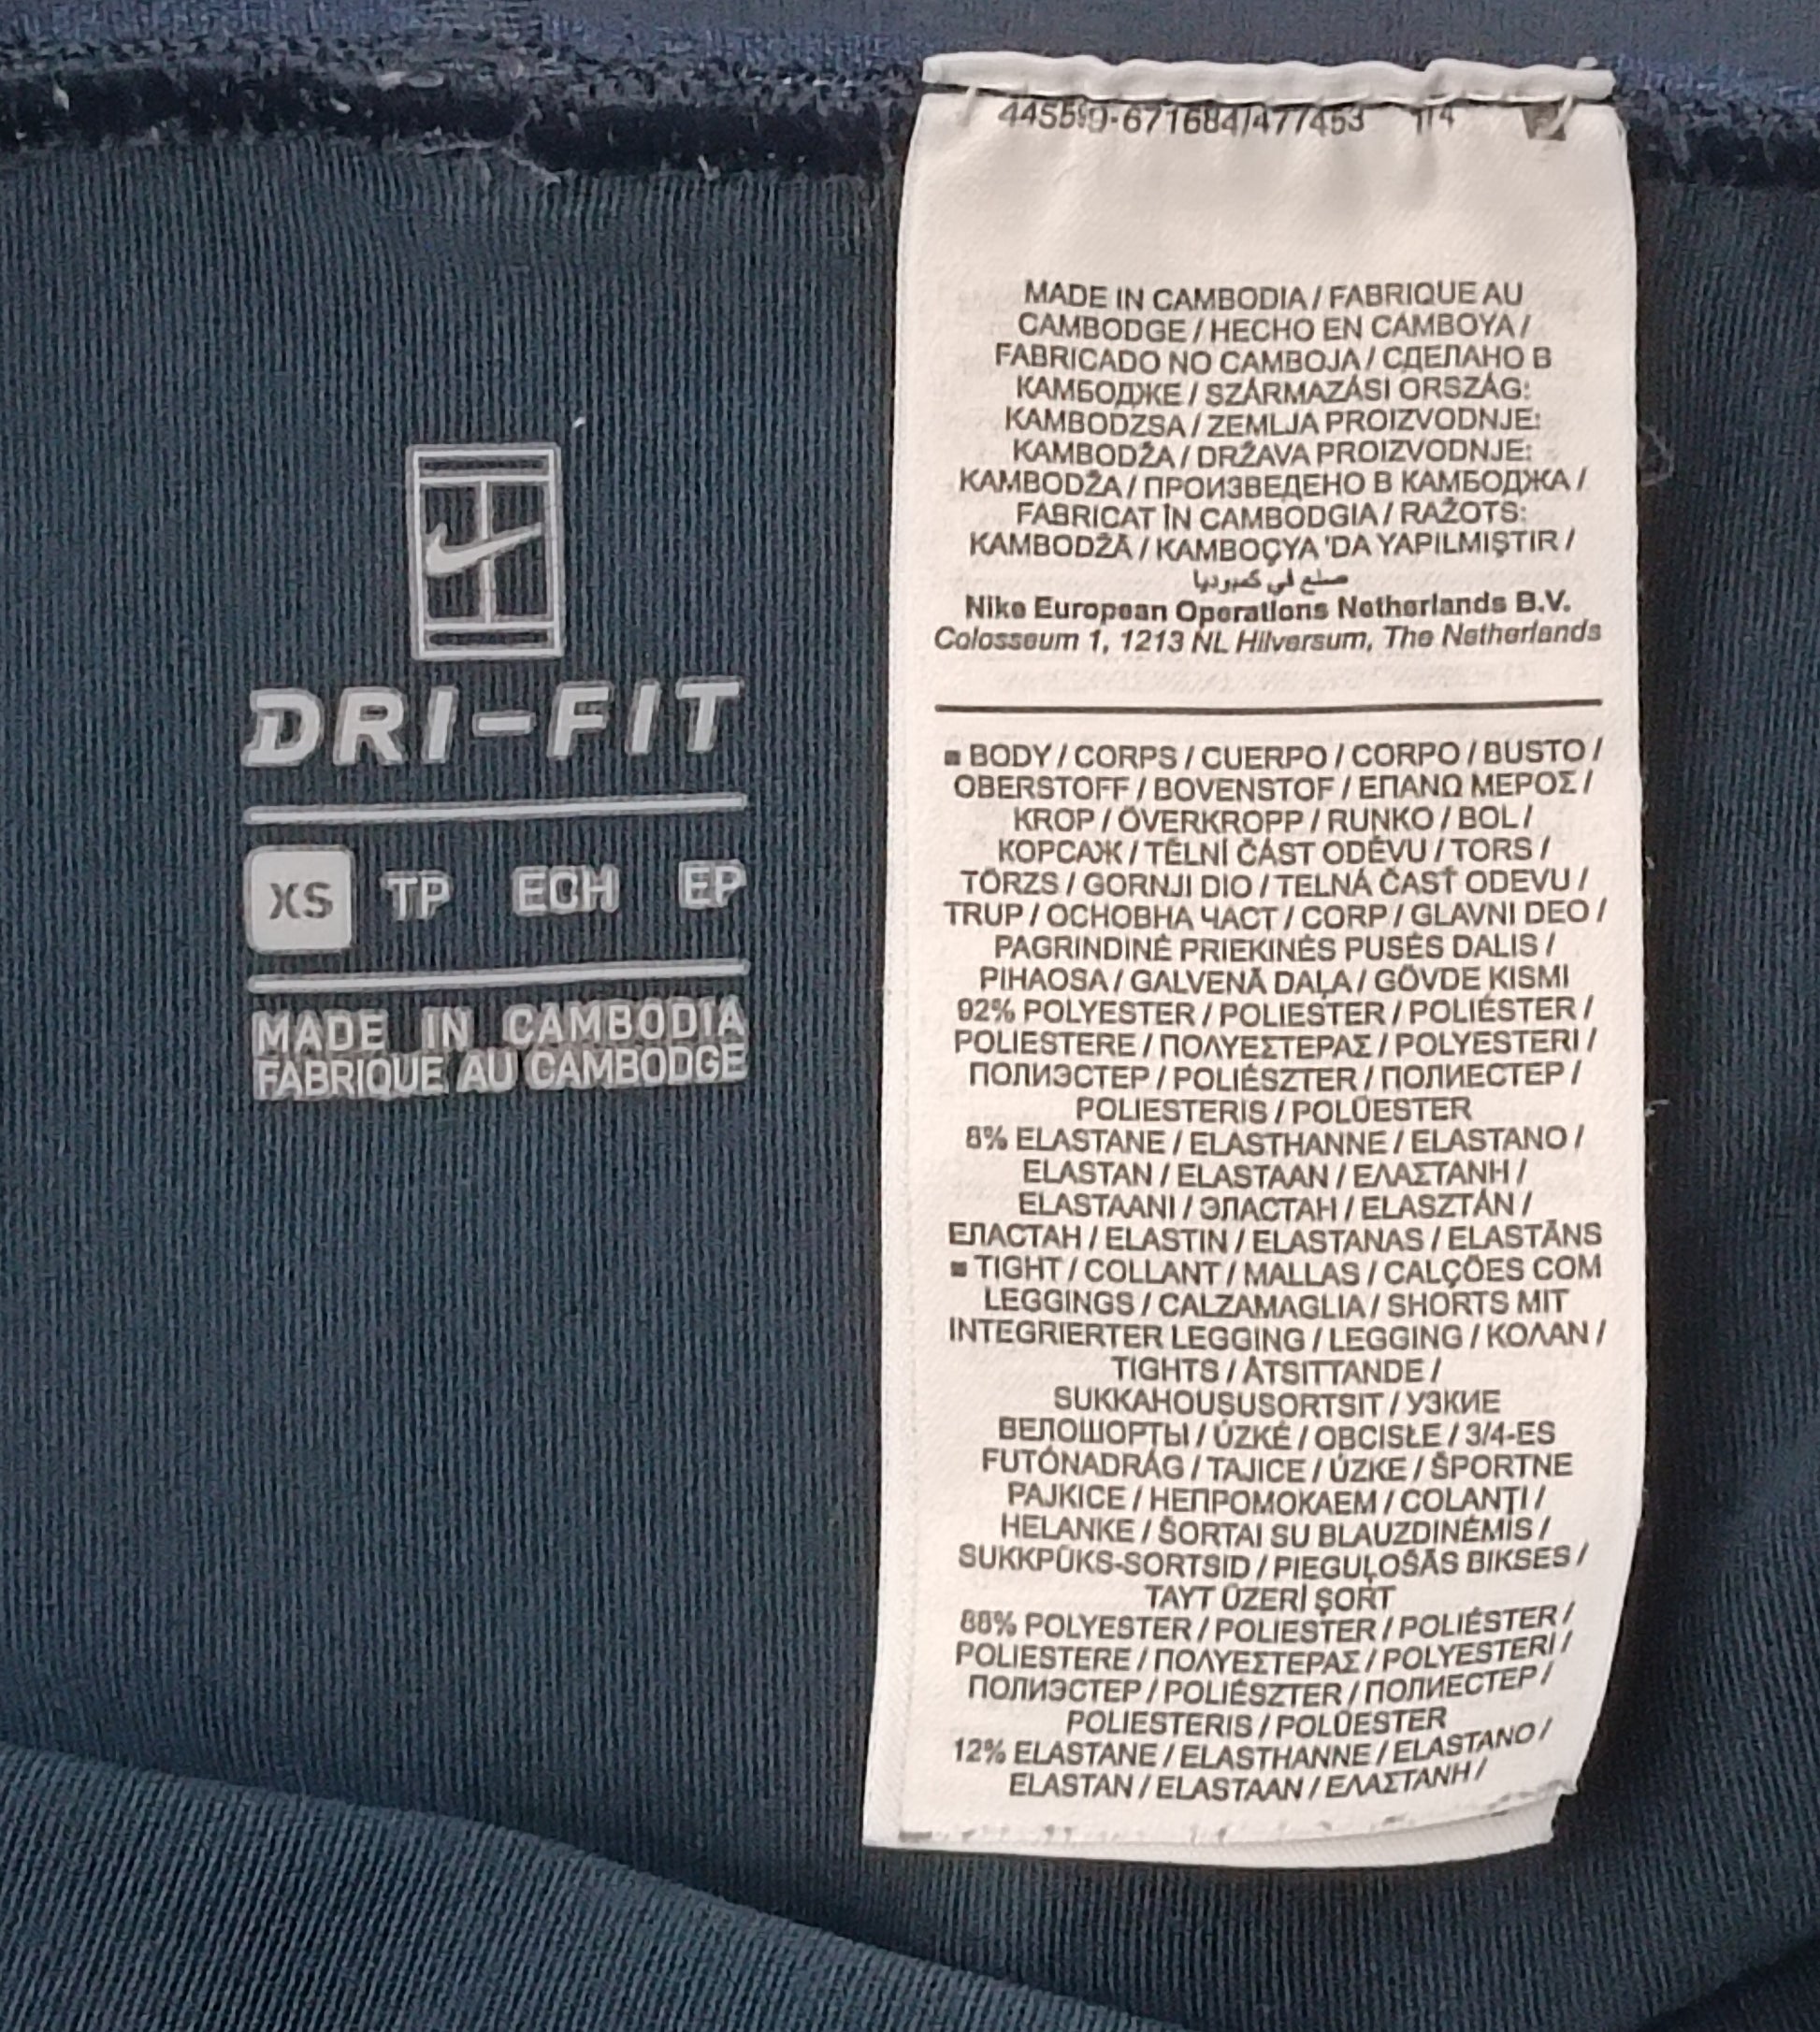 DRI-FIT
XS TP ECH EP
MADE IN CAMBODIA
FABRIQUE AU CAMBODGE
1/4
MADE IN CAMBODIA / FABRIQUE AU
CAMBODGE / HECHO EN CAMBOYA /
FABRICADO NO CAMBOJA / СДЕЛАНО В
КАМБОДЖЕ / SZÁRMAZÁSI ORSZÁG:
KAMBODZSA / ZEMLJA PROIZVODNJE:
KAMBODŽA / DRŽAVA PROIZVODNJE:
KAMBODŽA / ПРОИЗВЕДЕНО В КАМБОДЖА /
FABRICAT ÎN CAMBODGIA / RAŽOTS:
KAMBODŽĀ / KAMBOÇYA 'DA YAPILMIŞTIR /
صنع في كمبوديا
Nike European Operations Netherlands B.V.
Colosseum 1, 1213 NL Hilversum, The Netherlands
■ BODY / CORPS / CUERPO / CORPO / BUSTO /
OBERSTOFF / BOVENSTOF / ΕΠΑΝΩ ΜΕΡΟΣ /
KROP / ÖVERKROPP / RUNKO / BOL /
КОРСАЖ / TĚLNÍ ČÁST ODĚVU / TORS /
TÖRZS / GORNJI DIO / TELNÁ ČASŤ ODEVU /
TRUP / ОСНОВНА ЧАСТ / CORP / GLAVNI DEO /
PAGRINDINĖ PRIEKINĖS PUSĖS DALIS /
PIHAOSA / GALVENĀ DAĻA / GÖVDE KISMI
92% POLYESTER / POLIESTER / POLIÉSTER /
POLIESTERE / ΠΟΛΥΕΣΤΕΡΑΣ / POLYESTERI /
ПОЛИЭСТЕР / POLIÉSZTER / ПОЛИЕСТЕР /
POLIESTERIS / POLÜESTER
8% ELASTANE / ELASTHANNE / ELASTANO /
ELASTAN / ELASTAAN / ΕΛΑΣΤΑΝΗ /
ELASTAANI / ЭЛАСТАН / ELASZTÁN /
ЕЛАСТАН / ELASTIN / ELASTANAS / ELASTĀNS
■ TIGHT / COLLANT / MALLAS / CALÇÕES COM
LEGGINGS / CALZAMAGLIA / SHORTS MIT
INTEGRIERTER LEGGING / LEGGING / ΚΟΛΑΝ /
TIGHTS / ÅTSITTANDE /
SUKKAHOUSUSORTSIT / УЗКИЕ
ВЕЛОШОРТЫ / ÚZKÉ / OBCISŁE / 3/4-ES
FUTÓNADRÁG / TAJICE / ÚZKE / ŠPORTNE
PAJKICE / НЕПРОМОКАЕМ / COLANȚI /
HELANKE / ŠORTAI SU BLAUZDINĖMIS /
SUKKPÜKS-SORTSID / PIEGUĻOŠĀS BIKSES /
TAYT ÜZERİ ŞORT
88% POLYESTER / POLIESTER / POLIÉSTER /
POLIESTERE / ΠΟΛΥΕΣΤΕΡΑΣ / POLYESTERI /
ПОЛИЭСТЕР / POLIÉSZTER / ПОЛИЕСТЕР /
POLIESTERIS / POLÜESTER
12% ELASTANE / ELASTHANNE / ELASTANO /
ELASTAN / ELASTAAN / ΕΛΑΣΤΑΝΗ /